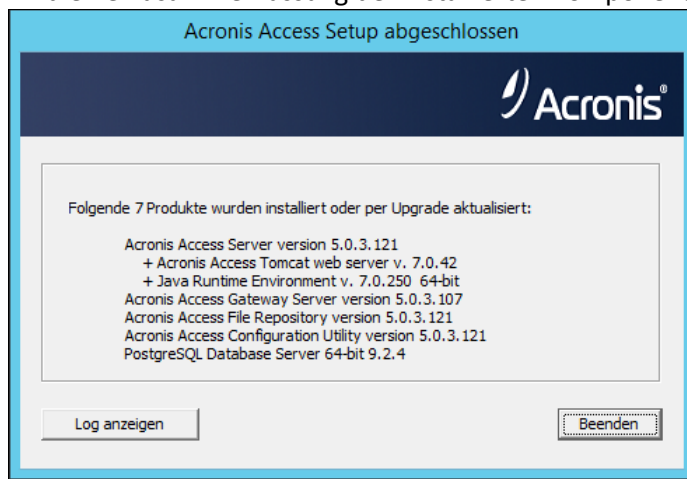 Acronis Access Setup abgeschlossen
Acronis®
Folgende 7 Produkte wurden installiert oder per Upgrade aktualisiert:
Acronis Access Server version 5.0.3.121
+ Acronis Access Tomcat web server v. 7.0.42
+ Java Runtime Environment v. 7.0.250 64-bit
Acronis Access Gateway Server version 5.0.3.107
Acronis Access File Repository version 5.0.3.121
Acronis Access Configuration Utility version 5.0.3.121
PostgreSQL Database Server 64-bit 9.2.4
Log anzeigen
Beenden